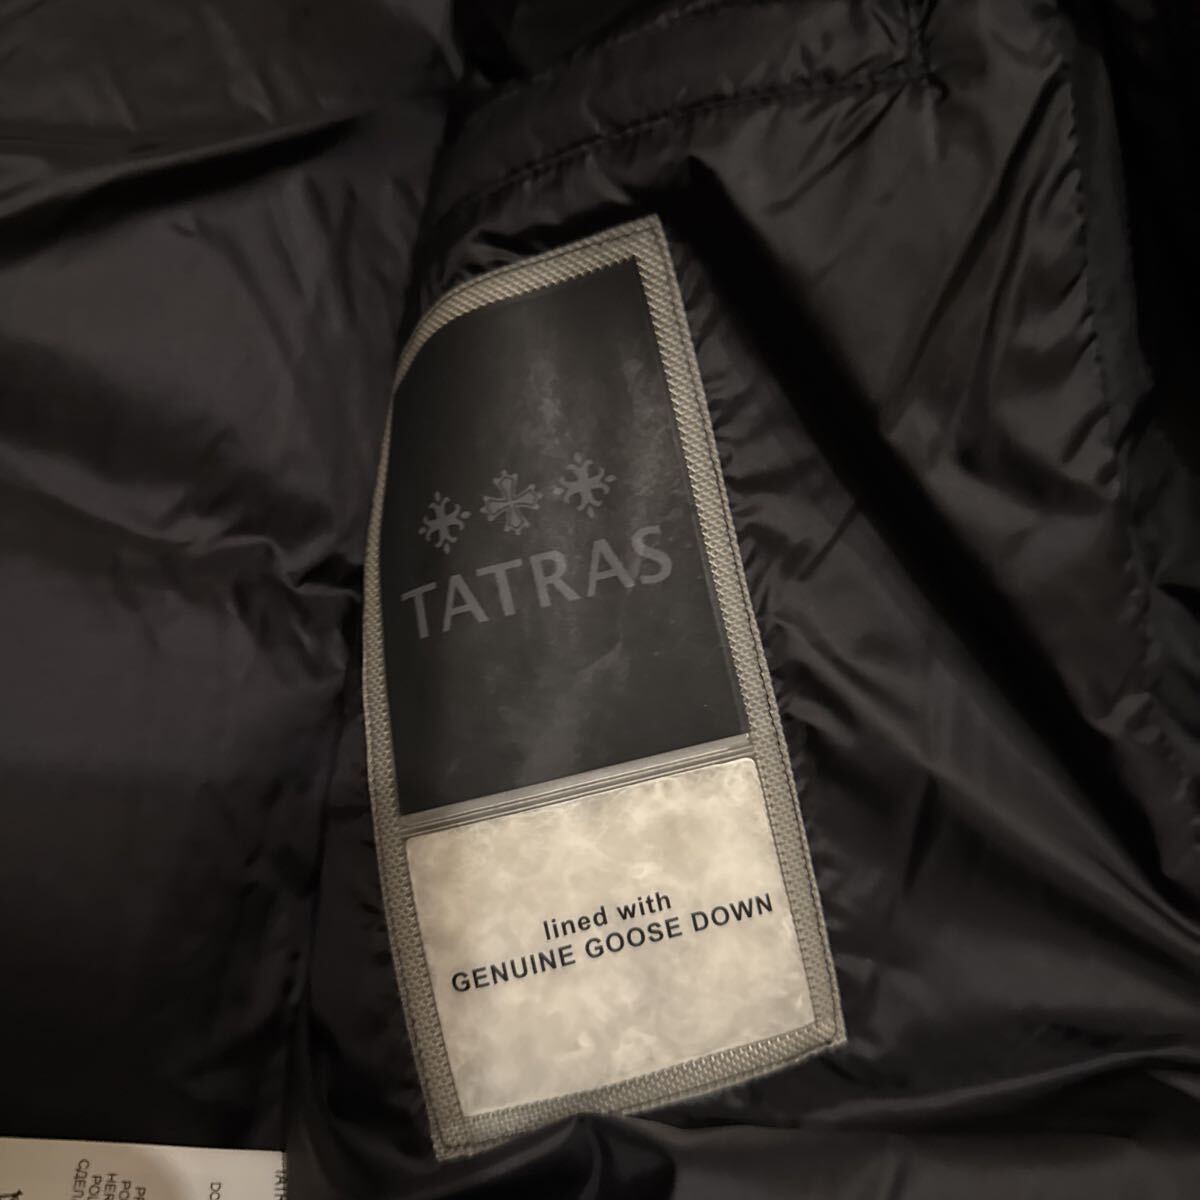 TATRAS
lined with
GENUINE GOOSE DOWN